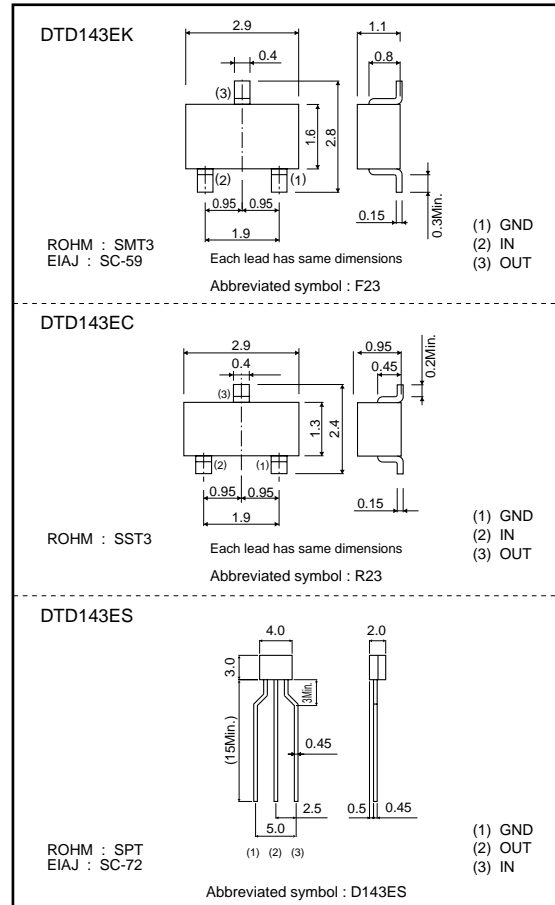 DTD143EK
2.9
1.1
0.4
0.8
(3)
1.6
2.8
(2)
(1)
0.95
0.95
0.15
0.3Min.
1.9
(1) GND
(2) IN
(3) OUT
ROHM : SMT3
EIAJ : SC-59
Each lead has same dimensions
Abbreviated symbol : F23
DTD143EC
2.9
0.95
0.2Min.
0.4
0.45
(3)
1.3
2.4
(2)
(1)
0.95
0.95
0.15
1.9
(1) GND
(2) IN
(3) OUT
ROHM : SST3
Each lead has same dimensions
Abbreviated symbol : R23
DTD143ES
4.0
2.0
3.0
3Min.
(15Min.)
0.45
2.5
0.5
0.45
5.0
(1) (2) (3)
(1) GND
(2) OUT
(3) IN
ROHM : SPT
EIAJ : SC-72
Abbreviated symbol : D143ES